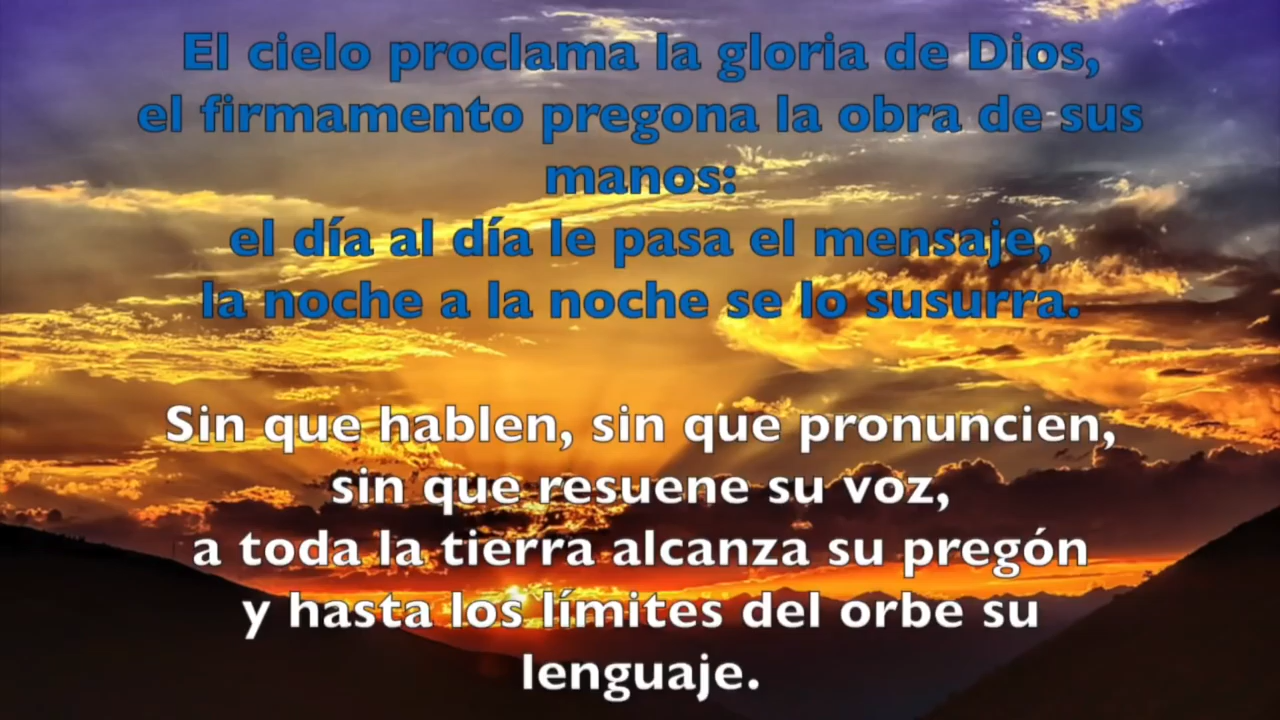 El cielo proclama la gloria de Dios,
el firmamento pregona la obra de sus
manos:
el día al día le pasa el mensaje,
la noche a la noche se lo susurra.
Sin que hablen, sin que pronuncien,
sin que resuene su voz,
a toda la tierra alcanza su pregón
y hasta los límites del orbe su
lenguaje.